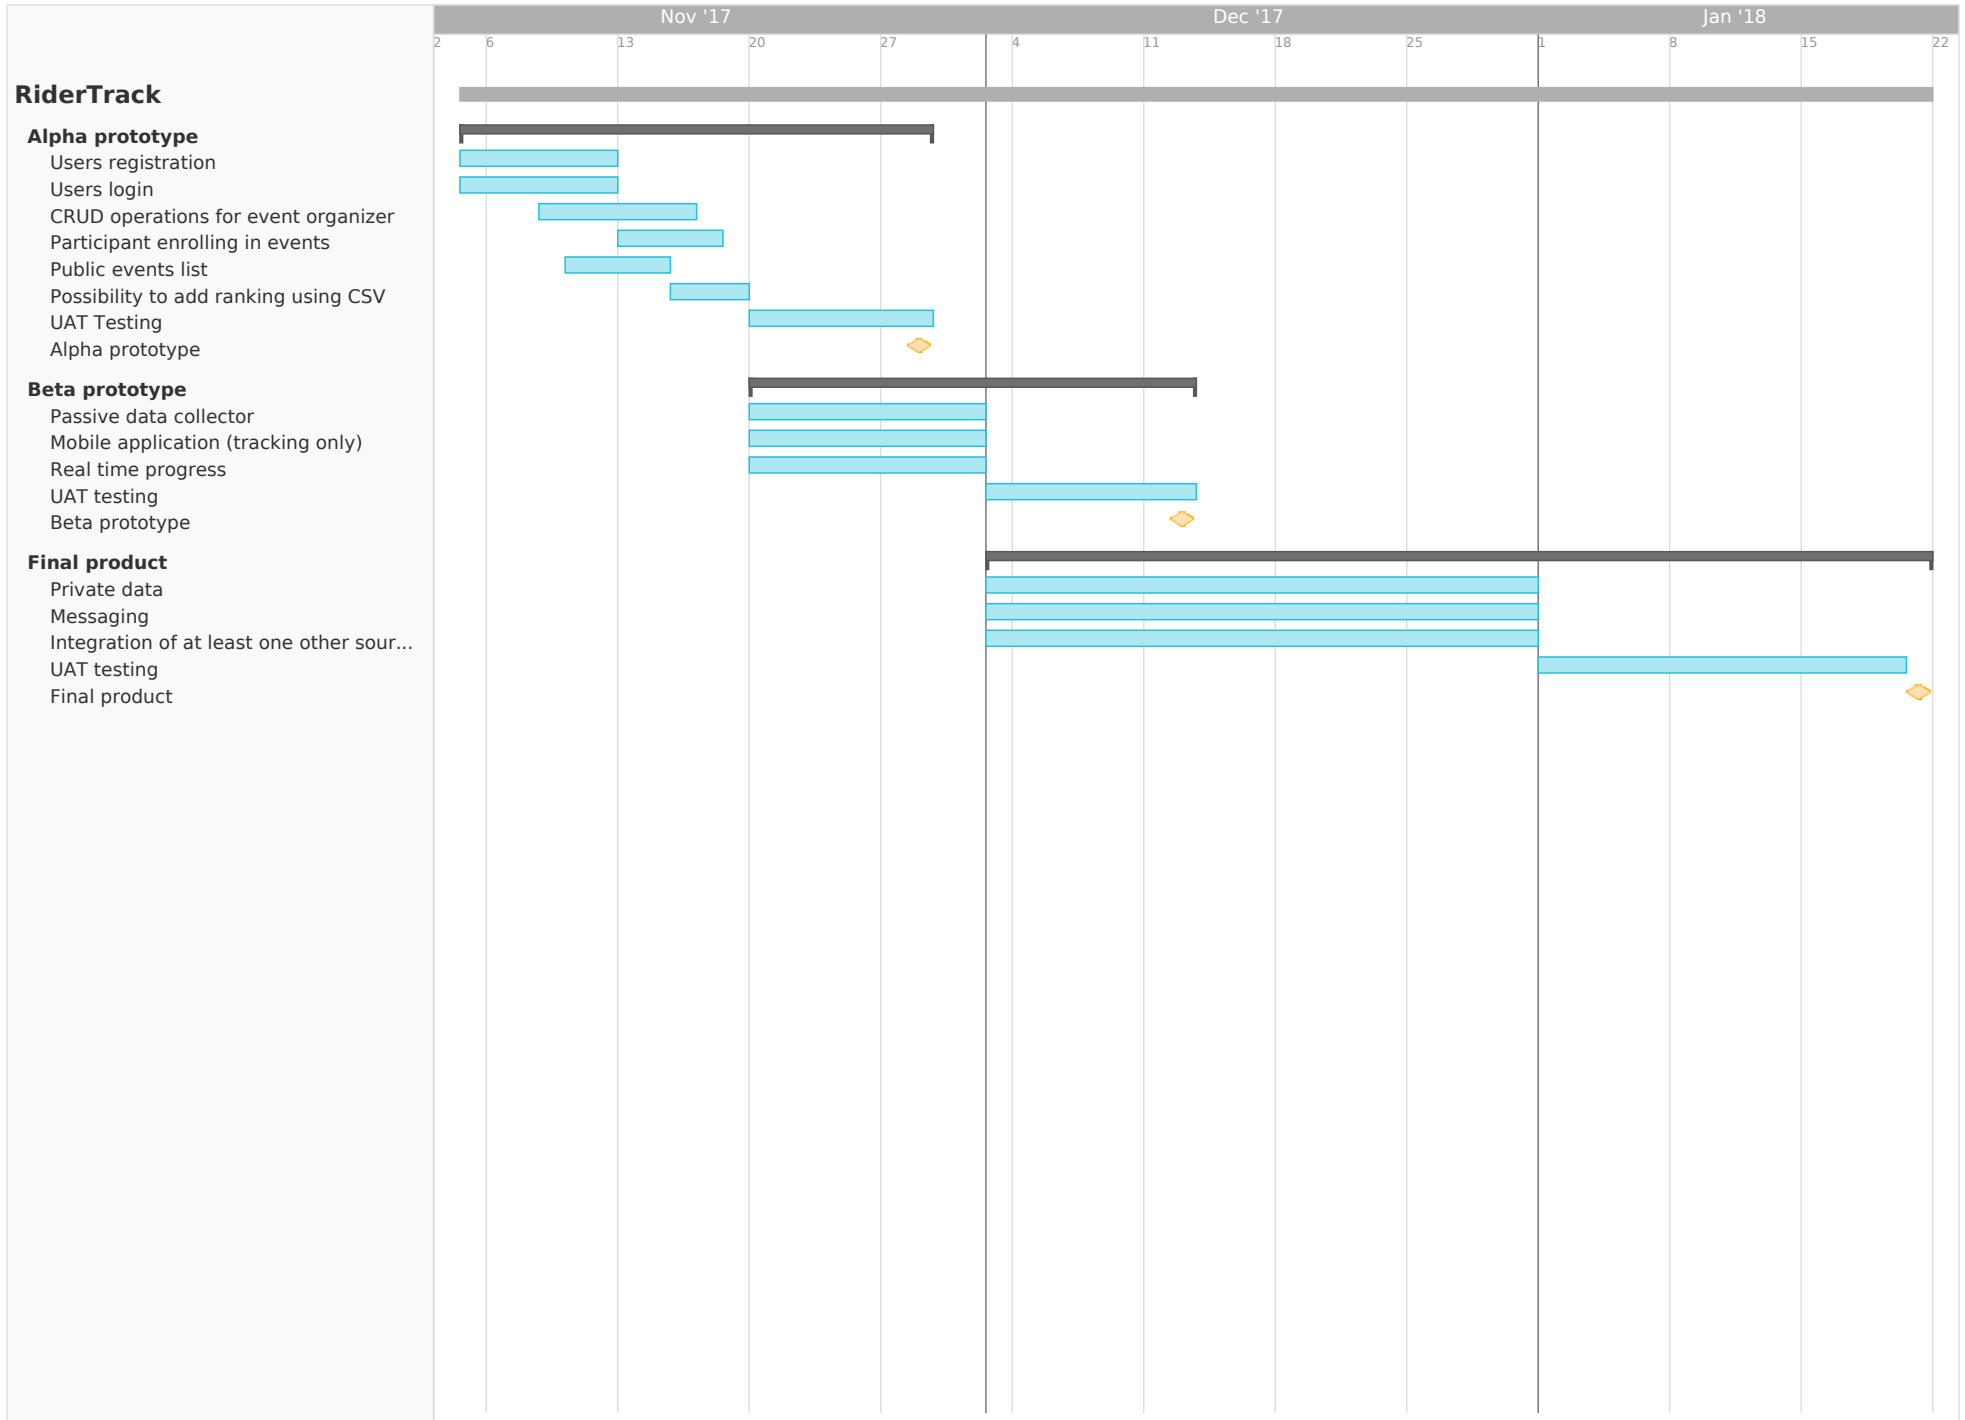 Nov '17 Dec '17 Jan '18
2 6 13 20 27 4 11 18 25 1 8 15 22
RiderTrack
Alpha prototype
Users registration
Users login
CRUD operations for event organizer
Participant enrolling in events
Public events list
Possibility to add ranking using CSV
UAT Testing
Alpha prototype
Beta prototype
Passive data collector
Mobile application (tracking only)
Real time progress
UAT testing
Beta prototype
Final product
Private data
Messaging
Integration of at least one other sour...
UAT testing
Final product